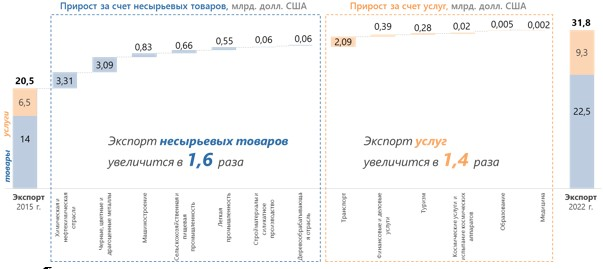 Прирост за счет несырьевых товаров, млрд. долл. США
Прирост за счет услуг, млрд. долл. США
20,5
6,5
14
услуги
товары
Экспорт
2015 г.
3,31
3,09
0,83
0,66
0,55
0,06
0,06
Экспорт несырьевых товаров
увеличится в 1,6 раза
Химическая и
нефтехимическая
отрасли
Черные, цветные и
драгоценные металлы
Машиностроение
Сельскохозяйственная и
пищевая
промышленность
Легкая
промышленность
Стройматериалы и
силикатное
производство
Деревообрабатывающа
я отрасль
2,09
0,39
0,28
0,02
0,005
0,002
Экспорт услуг
увеличится в 1,4 раза
Транспорт
Финансовые и деловые
услуги
Туризм
Космические услуги и
испытание космических
аппаратов
Образование
Медицина
31,8
9,3
22,5
Экспорт
2022 г.